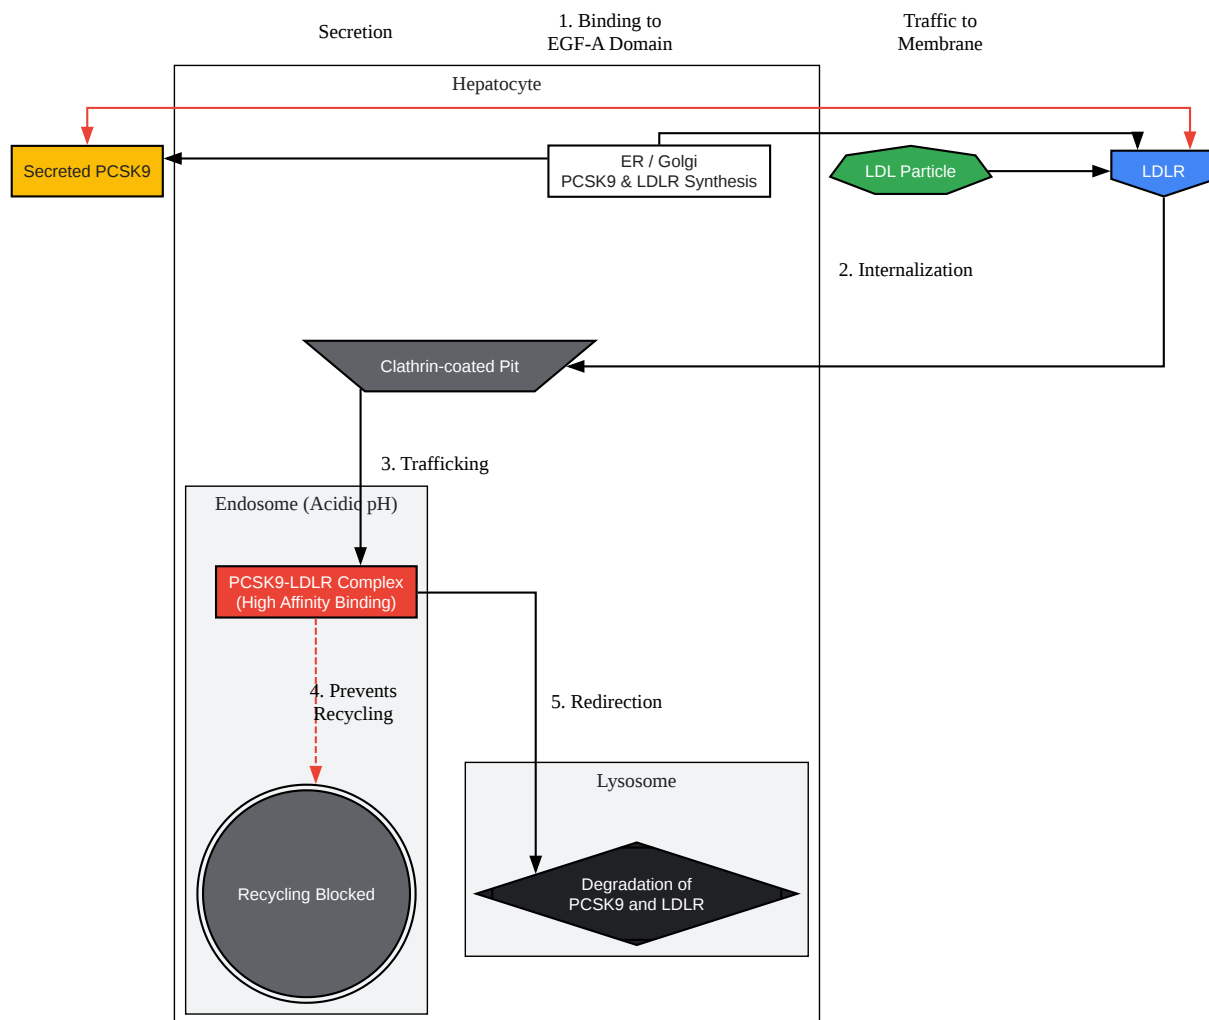 Secretion
1. Binding to
EGF-A Domain
Traffic to
Membrane
Hepatocyte
Secreted PCSK9
ER / Golgi
PCSK9 & LDLR Synthesis
LDL Particle
LDLR
2. Internalization
Clathrin-coated Pit
3. Trafficking
Endosome (Acidic pH)
PCSK9-LDLR Complex
(High Affinity Binding)
4. Prevents
Recycling
5. Redirection
Lysosome
Recycling Blocked
Degradation of
PCSK9 and LDLR